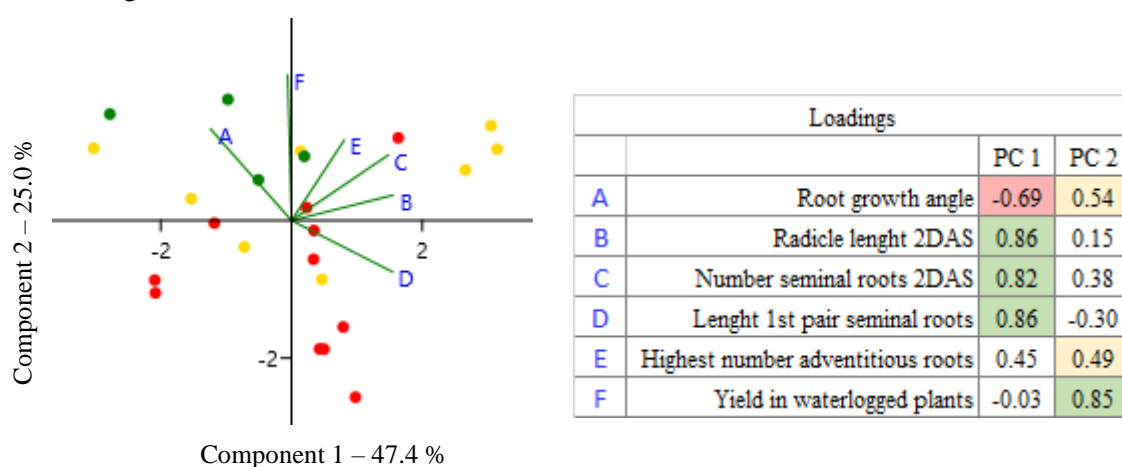 F
A
E
C
B
D
-2
2
-2
Component 2 – 25.0 %
Component 1 – 47.4 %
Loadings
PC 1 PC 2
A Root growth angle -0.69 0.54
B Radicle lenght 2DAS 0.86 0.15
C Number seminal roots 2DAS 0.82 0.38
D Lenght 1st pair seminal roots 0.86 -0.30
E Highest number adventitious roots 0.45 0.49
F Yield in waterlogged plants -0.03 0.85